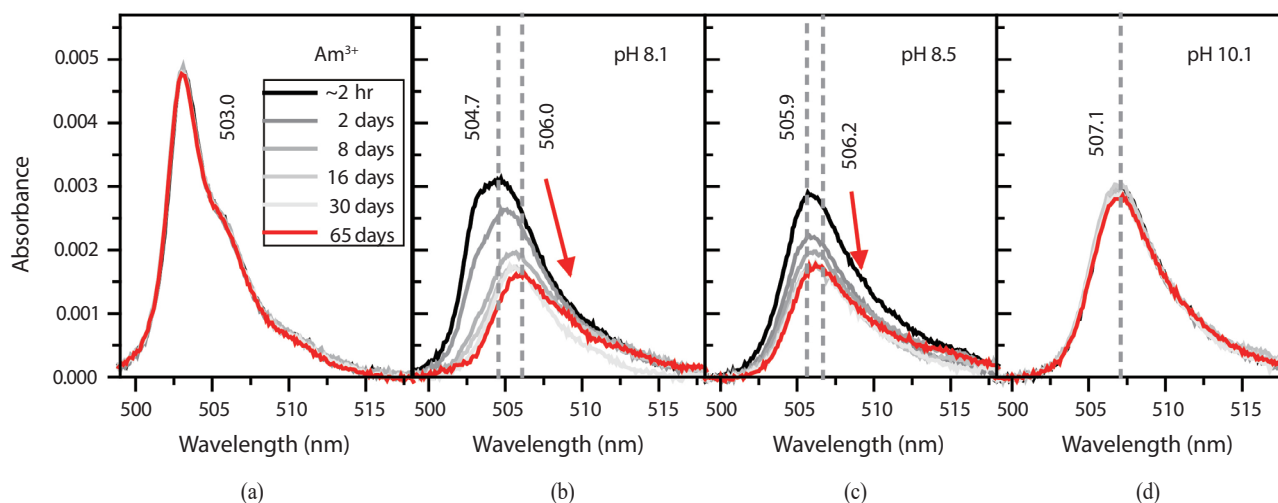 Absorbance
0.005
0.004
0.003
0.002
0.001
0.000
Am³⁺
~2 hr
2 days
8 days
16 days
30 days
65 days
503.0
500 505 510 515
Wavelength (nm)
(a)
pH 8.1
504.7
506.0
500 505 510 515
Wavelength (nm)
(b)
pH 8.5
505.9
506.2
500 505 510 515
Wavelength (nm)
(c)
pH 10.1
507.1
500 505 510 515
Wavelength (nm)
(d)